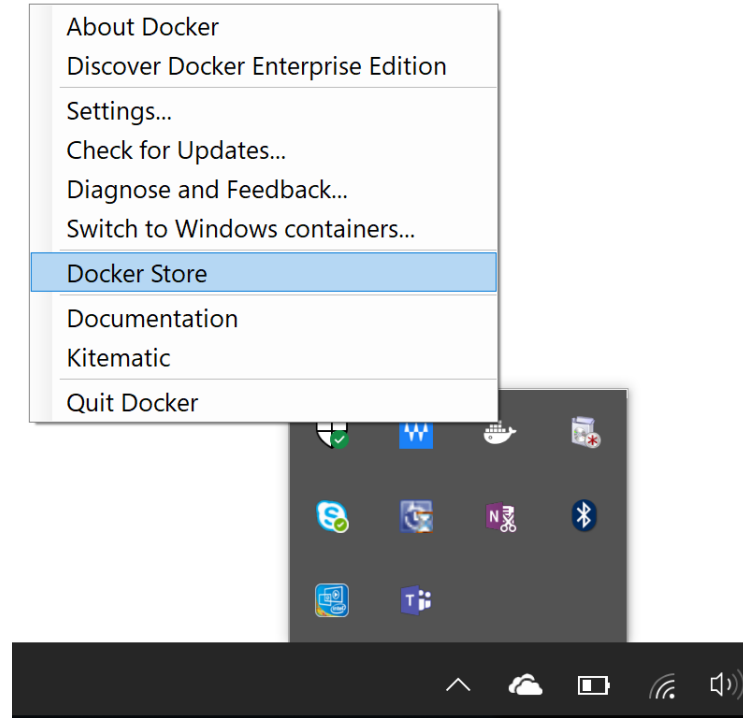 About Docker
Discover Docker Enterprise Edition
Settings...
Check for Updates...
Diagnose and Feedback...
Switch to Windows containers...
Docker Store
Documentation
Kitematic
Quit Docker
N
T
intel